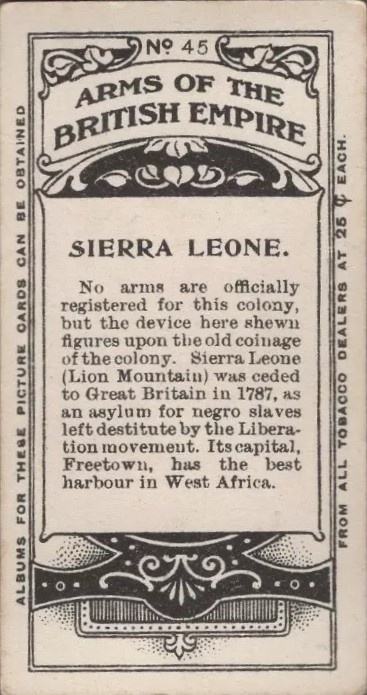 Nº 45
ARMS OF THE
BRITISH EMPIRE
SIERRA LEONE.
No arms are officially
registered for this colony,
but the device here shewn
figures upon the old coinage
of the colony. Sierra Leone
(Lion Mountain) was ceded
to Great Britain in 1787, as
an asylum for negro slaves
left destitute by the Libera-
tion movement. Its capital,
Freetown, has the best
harbour in West Africa.
ALBUMS FOR THESE PICTURE CARDS CAN BE OBTAINED
FROM ALL TOBACCO DEALERS AT 25 ¢ EACH.